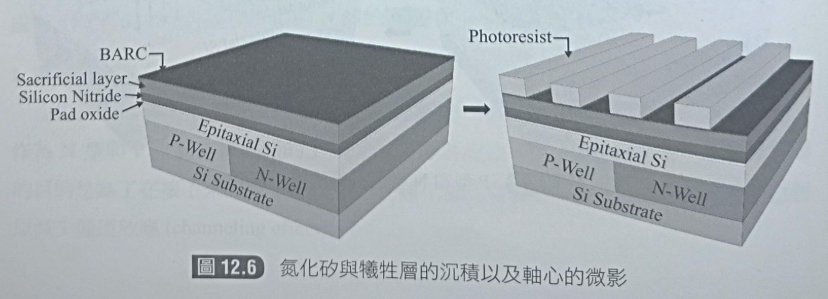 BARC
Sacrificial layer
Silicon Nitride
Pad oxide
Epitaxial Si
P-Well
N-Well
Si Substrate
Photoresist
Epitaxial Si
P-Well
N-Well
Si Substrate
圖 12.6 氮化矽與犧牲層的沉積以及軸心的微影